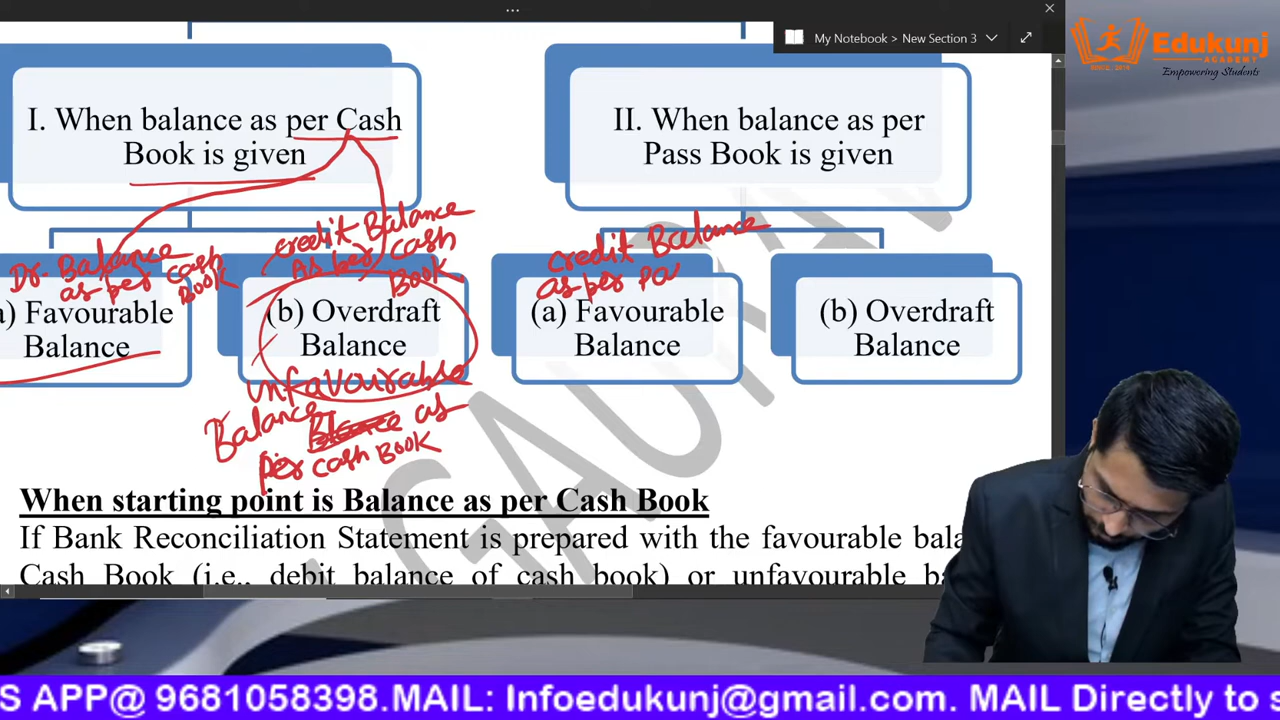 ...
My Notebook > New Section 3
Edukunj
ACADEMY
Empowering Students
I. When balance as per Cash
Book is given
II. When balance as per
Pass Book is given
Dr. Balance
as per cash
BOOK
credit Balance
As per cash
BOOK
credit Balance
as per pa
a) Favourable
Balance
(b) Overdraft
Balance
(a) Favourable
Balance
(b) Overdraft
Balance
unfavourable
Balance as
per cash BOOK
GAURAV
When starting point is Balance as per Cash Book
If Bank Reconciliation Statement is prepared with the favourable bala
Cash Book (i.e., debit balance of cash book) or unfavourable b
S APP@ 9681058398.MAIL: Infoedukunj@gmail.com. MAIL Directly to s